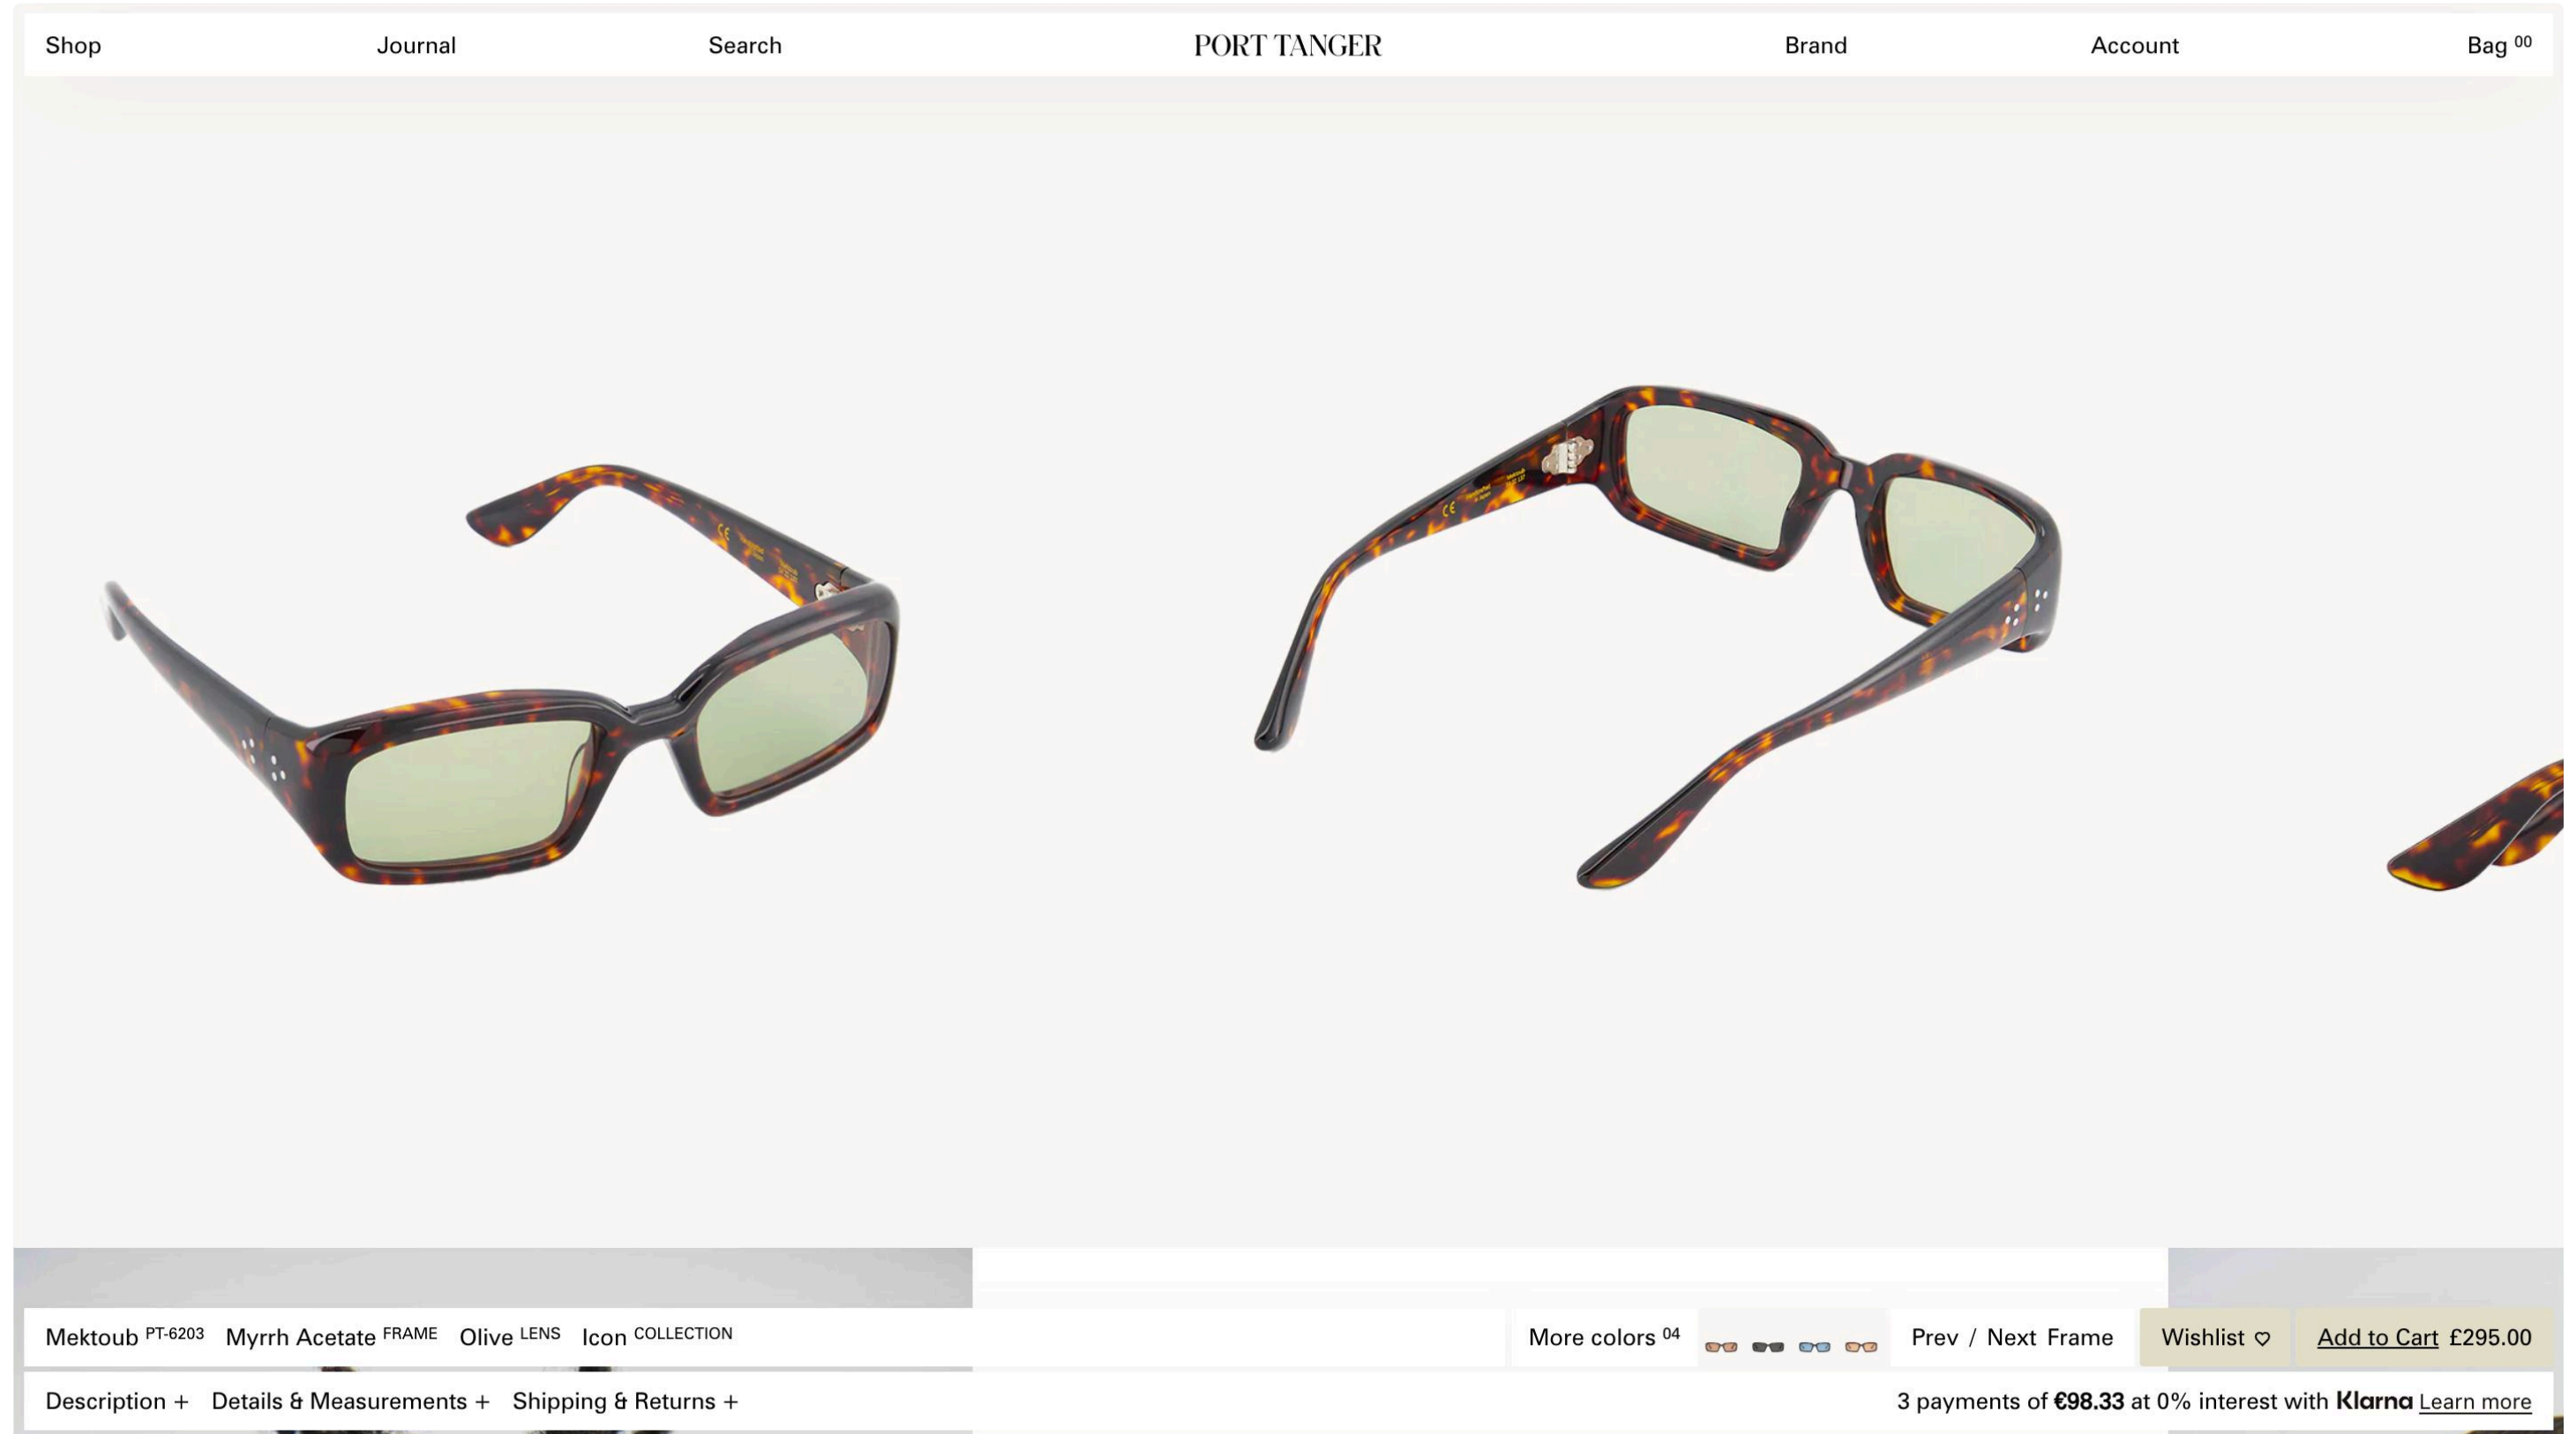 Shop Journal Search PORT TANGER Brand Account Bag 00
CE
CE
Mektoub PT-6203 Myrrh Acetate FRAME Olive LENS Icon COLLECTION More colors 04 Prev / Next Frame Wishlist ♡ Add to Cart £295.00
Description + Details & Measurements + Shipping & Returns + 3 payments of €98.33 at 0% interest with Klarna Learn more